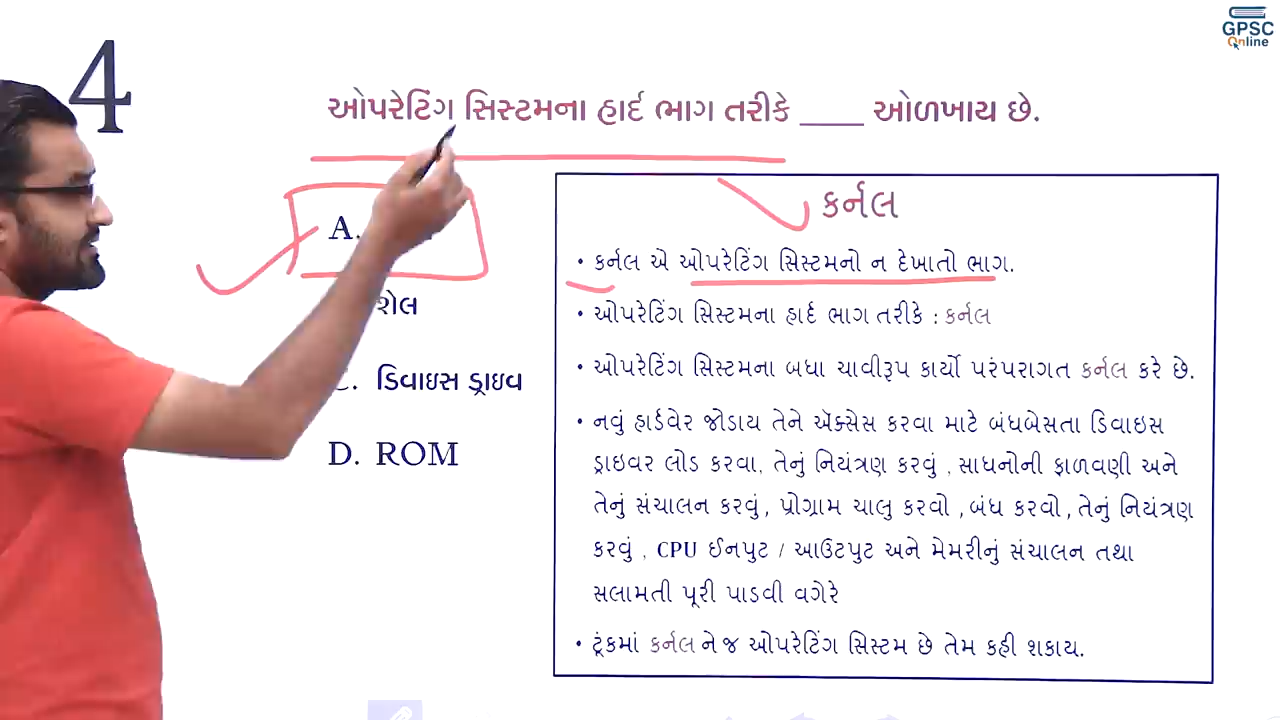 GPSC
Online
4
ઓપરેટિંગ સિસ્ટમના હાર્દ ભાગ તરીકે ____ ઓળખાય છે.
A.
શેલ
ડિવાઇસ ડ્રાઇવ
D. ROM
કર્નલ
• કર્નલ એ ઓપરેટિંગ સિસ્ટમનો ન દેખાતો ભાગ.
• ઓપરેટિંગ સિસ્ટમના હાર્દ ભાગ તરીકે : કર્નલ
• ઓપરેટિંગ સિસ્ટમના બધા ચાવીરૂપ કાર્યો પરંપરાગત કર્નલ કરે છે.
• નવું હાર્ડવેર જોડાય તેને ઍક્સેસ કરવા માટે બંધબેસતા ડિવાઇસ
ડ્રાઇવર લોડ કરવા, તેનું નિયંત્રણ કરવું , સાધનોની ફાળવણી અને
તેનું સંચાલન કરવું , પ્રોગ્રામ ચાલુ કરવો , બંધ કરવો , તેનું નિયંત્રણ
કરવું , CPU ઈનપુટ / આઉટપુટ અને મેમરીનું સંચાલન તથા
સલામતી પૂરી પાડવી વગેરે
• ટૂંકમાં કર્નલ ને જ ઓપરેટિંગ સિસ્ટમ છે તેમ કહી શકાય.